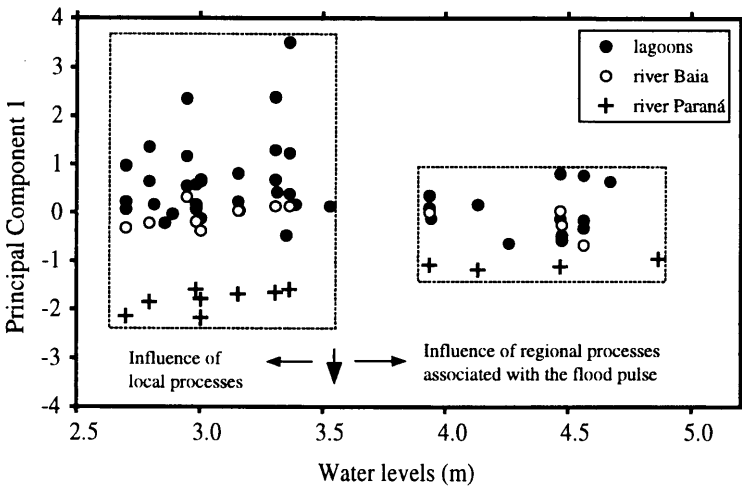 4
3
2
1
0
-1
-2
-3
-4
Principal Component 1
lagoons
river Baia
river Paraná
Influence of
local processes
Influence of regional processes
associated with the flood pulse
2.5 3.0 3.5 4.0 4.5 5.0
Water levels (m)